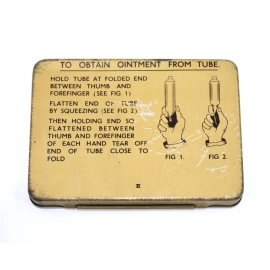 TO OBTAIN OINTMENT FROM TUBE.
HOLD TUBE AT FOLDED END
BETWEEN THUMB AND
FOREFINGER (SEE FIG 1)
FLATTEN END OF TUBE
BY SQUEEZING (SEE FIG 2)
THEN HOLDING END SO
FLATTENED BETWEEN
THUMB AND FOREFINGER
OF EACH HAND TEAR OFF
END OF TUBE CLOSE TO
FOLD
FIG 1. FIG 2.
II